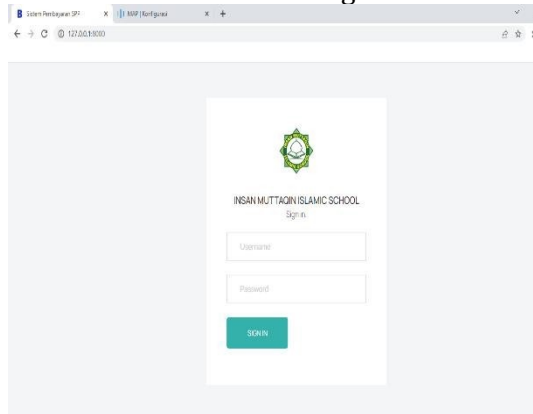 Sistem Pembayaran SPP
MAP | Konfigurasi
127.0.0.1:8000
INSAN MUTTAQIN ISLAMIC SCHOOL
Sign in.
Username
Password
SIGN IN